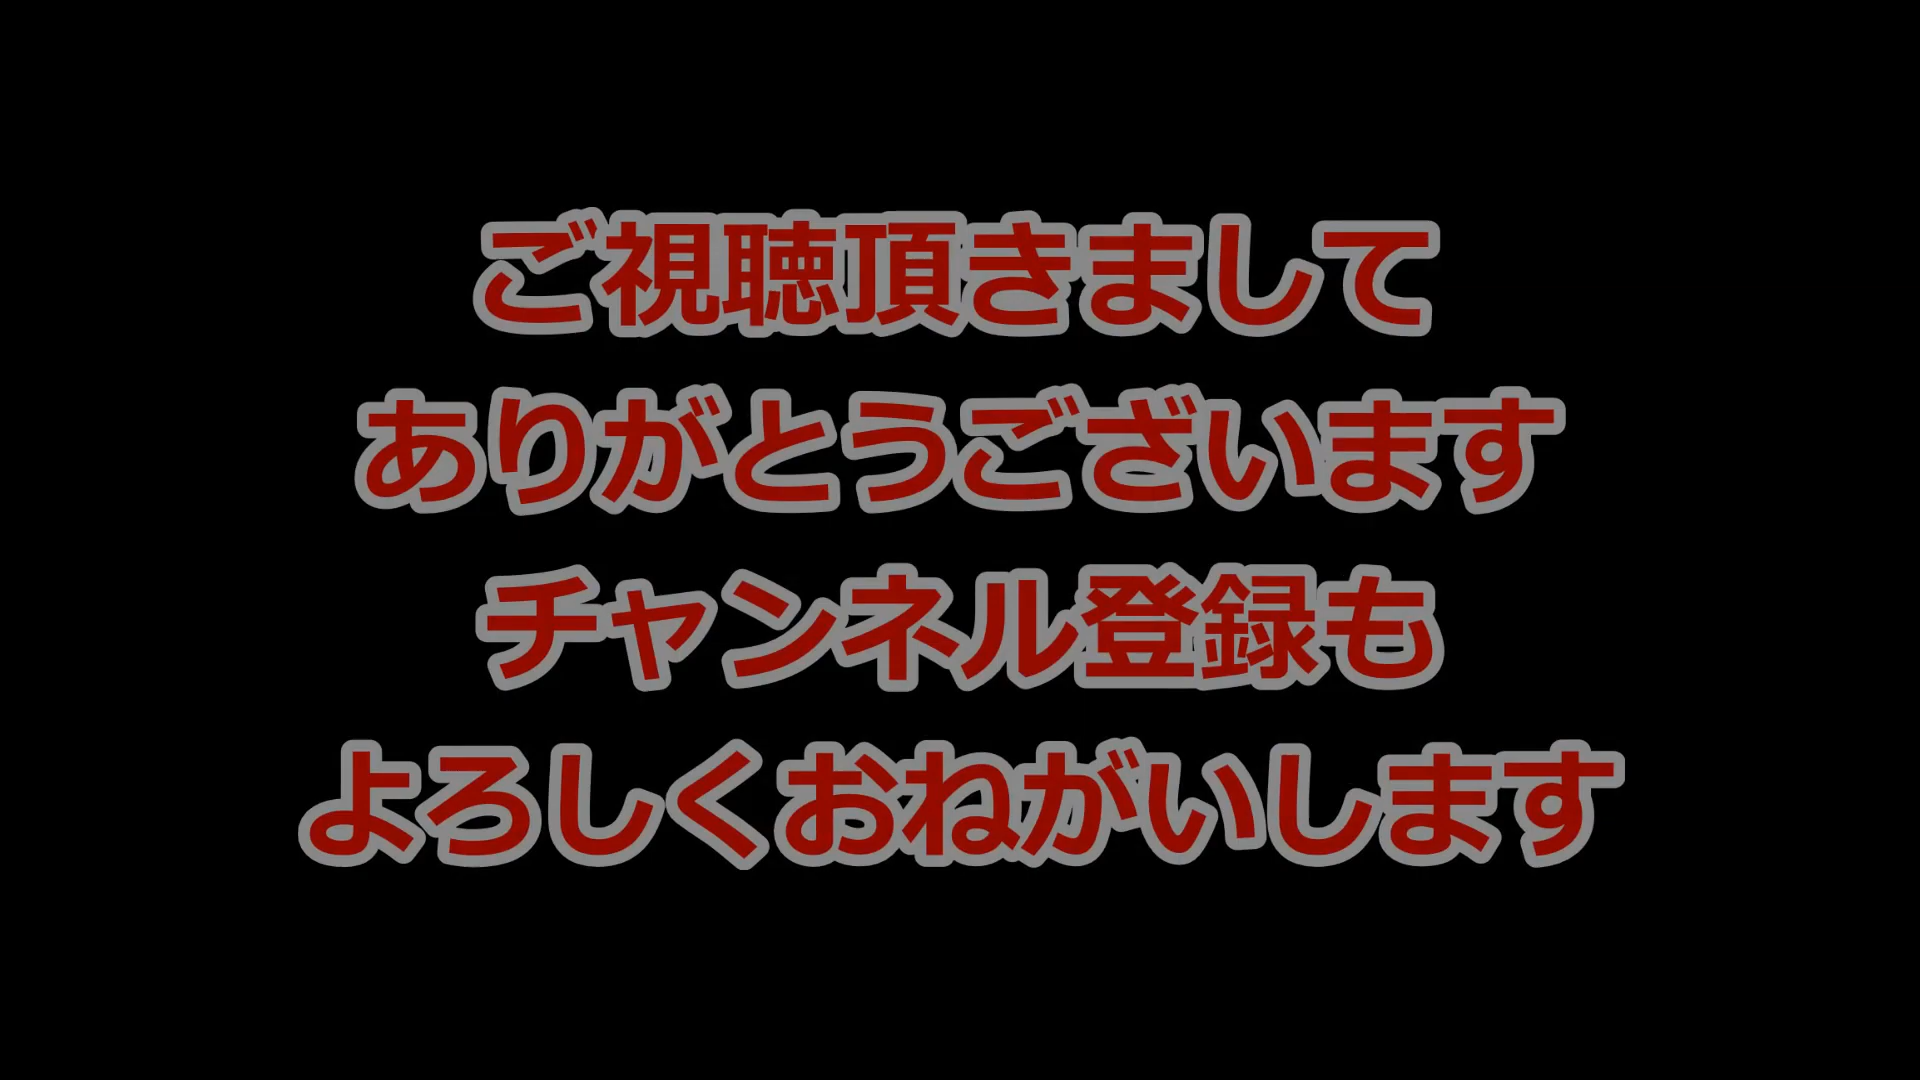 ご視聴頂きまして
ありがとうございます
チャンネル登録も
よろしくおねがいします